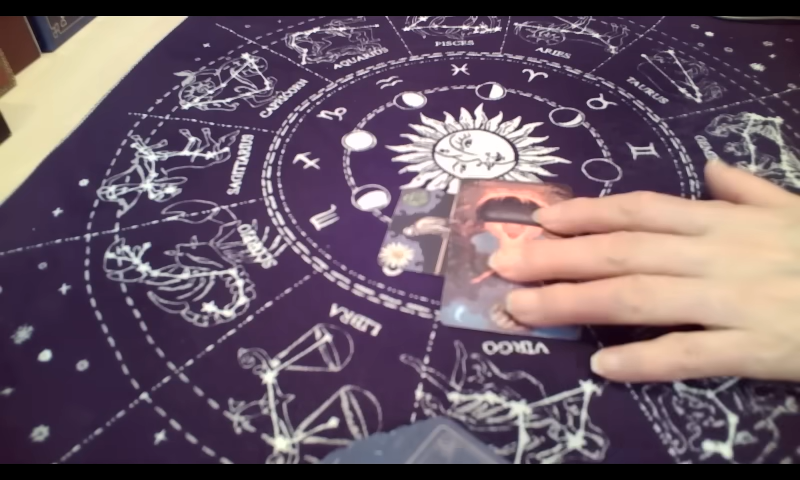 PISCES
ARIES
AQUARIUS
TAURUS
CAPRICORN
SAGITTARIUS
SCORPIO
LIBRA
VIRGO